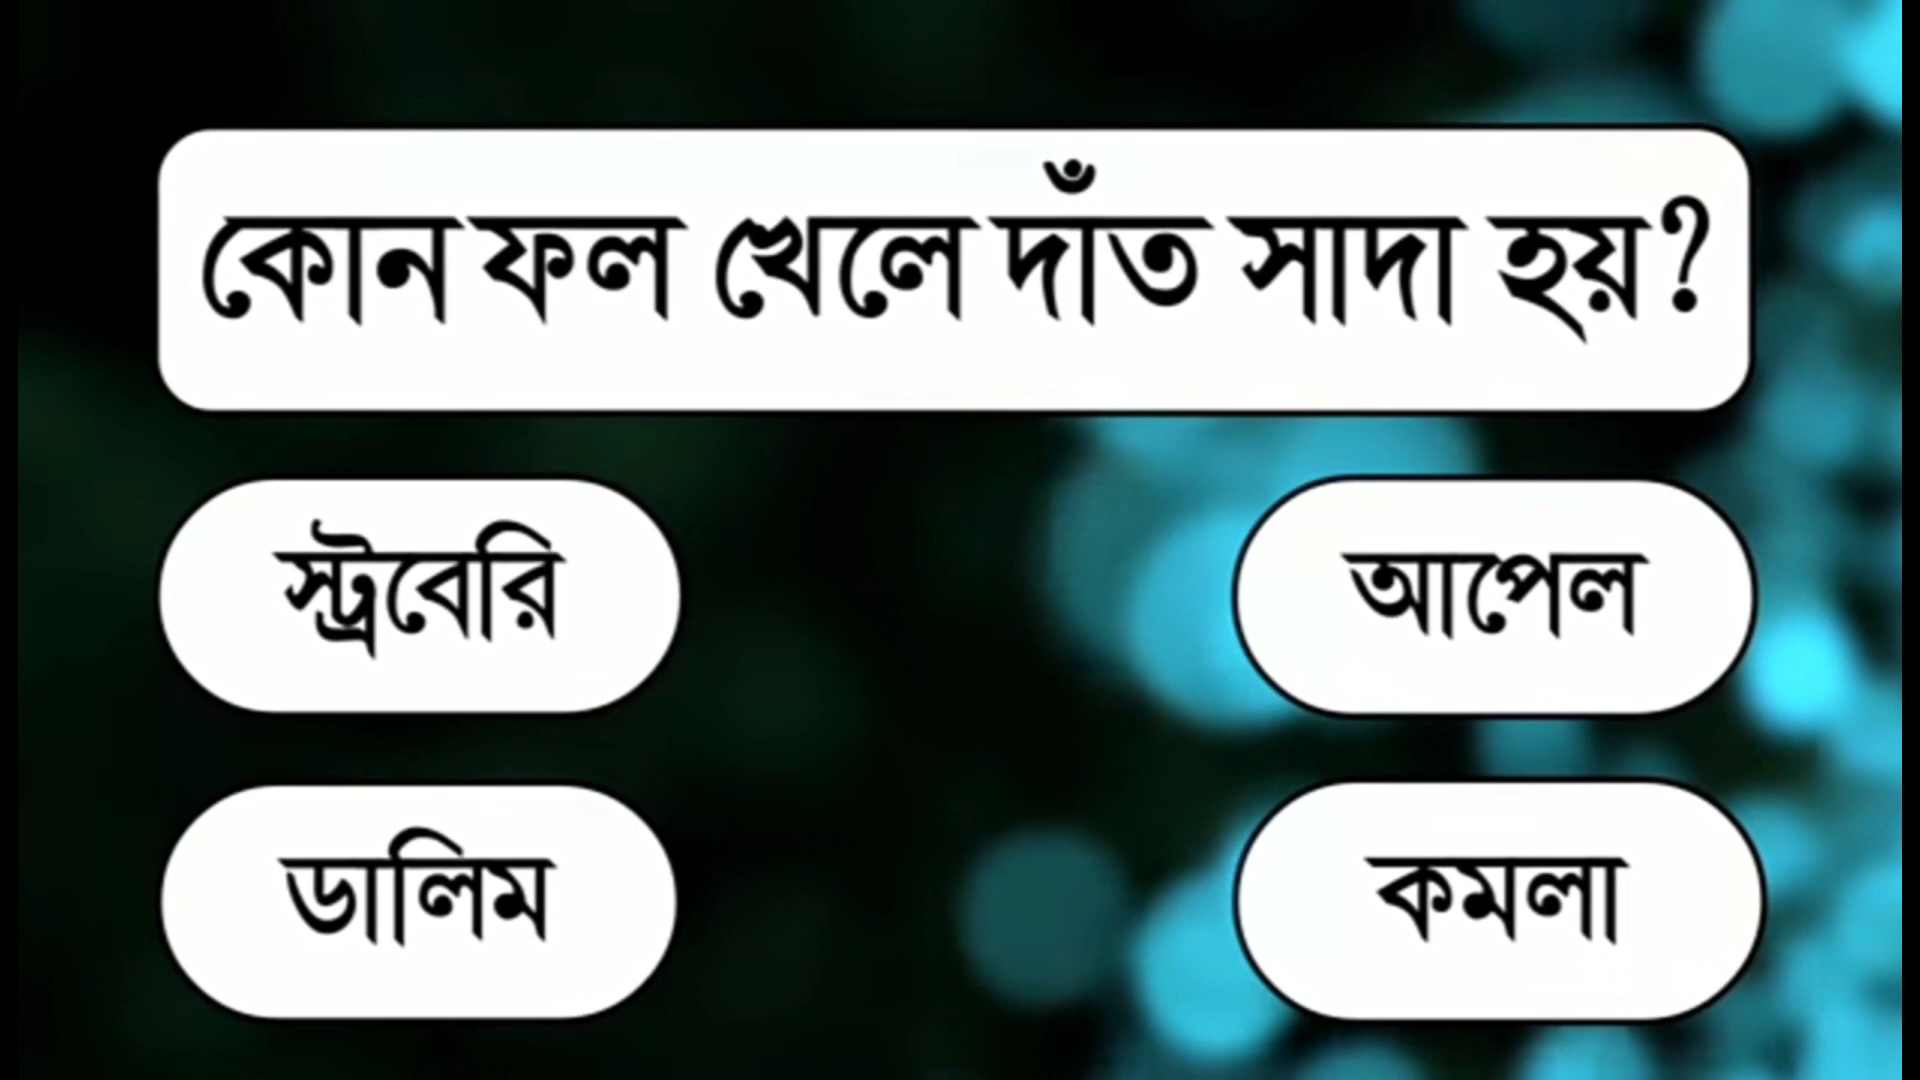 কোন ফল খেলে দাঁত সাদা হয়?
স্ট্রবেরি
আপেল
ডালিম
কমলা